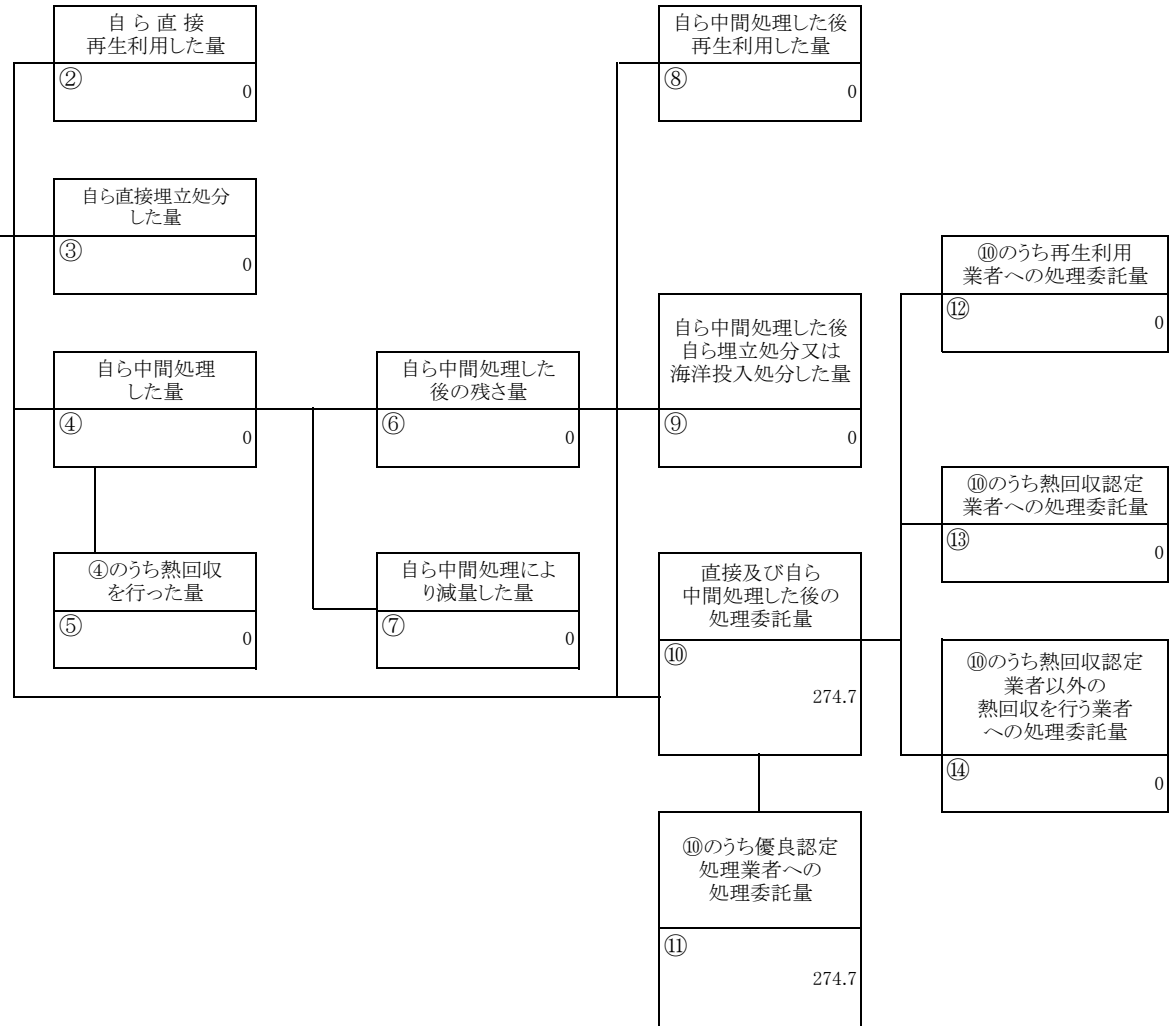 自 ら 直 接
再生利用した量
②
0
自ら直接埋立処分
した量
③
0
自ら中間処理
した量
④
0
④のうち熱回収
を行った量
⑤
0
自ら中間処理した
後の残さ量
⑥
0
自ら中間処理によ
り減量した量
⑦
0
自ら中間処理した後
再生利用した量
⑧
0
自ら中間処理した後
自ら埋立処分又は
海洋投入処分した量
⑨
0
直接及び自ら
中間処理した後の
処理委託量
⑩
274.7
⑩のうち優良認定
処理業者への
処理委託量
⑪
274.7
⑩のうち再生利用
業者への処理委託量
⑫
0
⑩のうち熱回収認定
業者への処理委託量
⑬
0
⑩のうち熱回収認定
業者以外の
熱回収を行う業者
への処理委託量
⑭
0